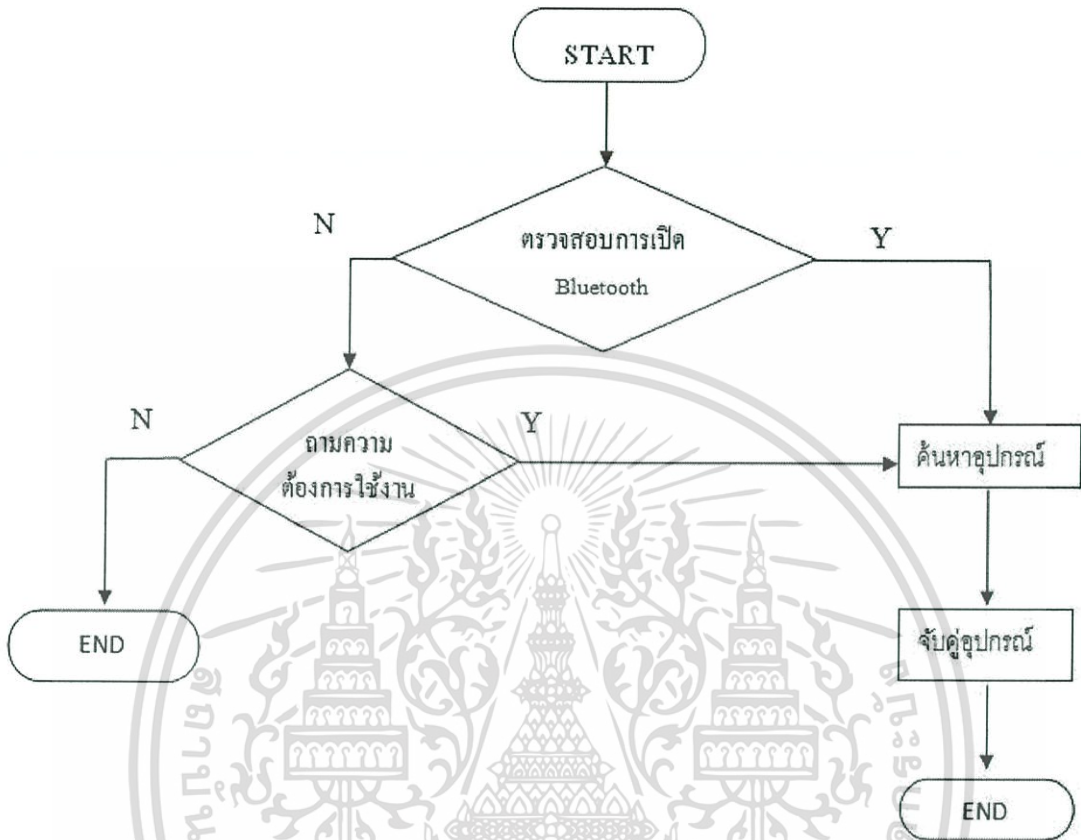 START
N
ตรวจสอบการเปิด
Y
Bluetooth
N
ถามความ
Y
ต้องการใช้งาน
ค้นหาอุปกรณ์
END
จับคู่อุปกรณ์
END